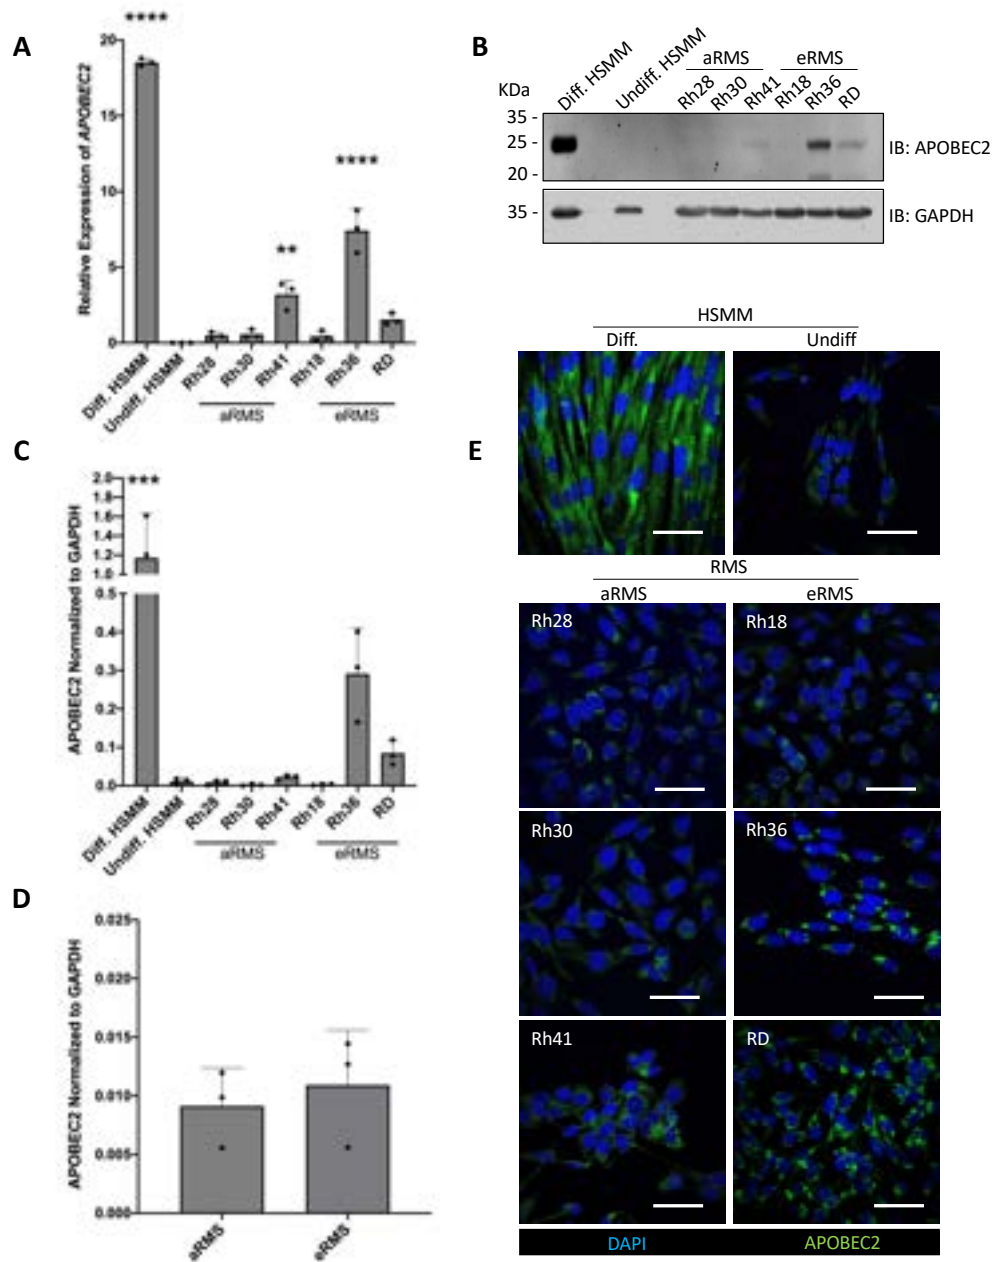 A
****
20
15
10
5
0
Relative Expression of APOBEC2
****
**
Diff. HSMM
Undiff. HSMM
Rh28
Rh30
Rh41
Rh18
Rh36
RD
aRMS
eRMS
B
Diff. HSMM
Undiff. HSMM
aRMS
eRMS
Rh28
Rh30
Rh41
Rh18
Rh36
RD
KDa
35 -
25 -
20 -
IB: APOBEC2
35 -
IB: GAPDH
C
***
2.0
1.8
1.6
1.4
1.2
1.0
0.5
0.4
0.3
0.2
0.1
0.0
APOBEC2 Normalized to GAPDH
Diff. HSMM
Undiff. HSMM
Rh28
Rh30
Rh41
Rh18
Rh36
RD
aRMS
eRMS
D
0.025
0.020
0.015
0.010
0.005
0.000
APOBEC2 Normalized to GAPDH
aRMS
eRMS
E
HSMM
Diff.
Undiff
RMS
aRMS
eRMS
Rh28
Rh18
Rh30
Rh36
Rh41
RD
DAPI
APOBEC2